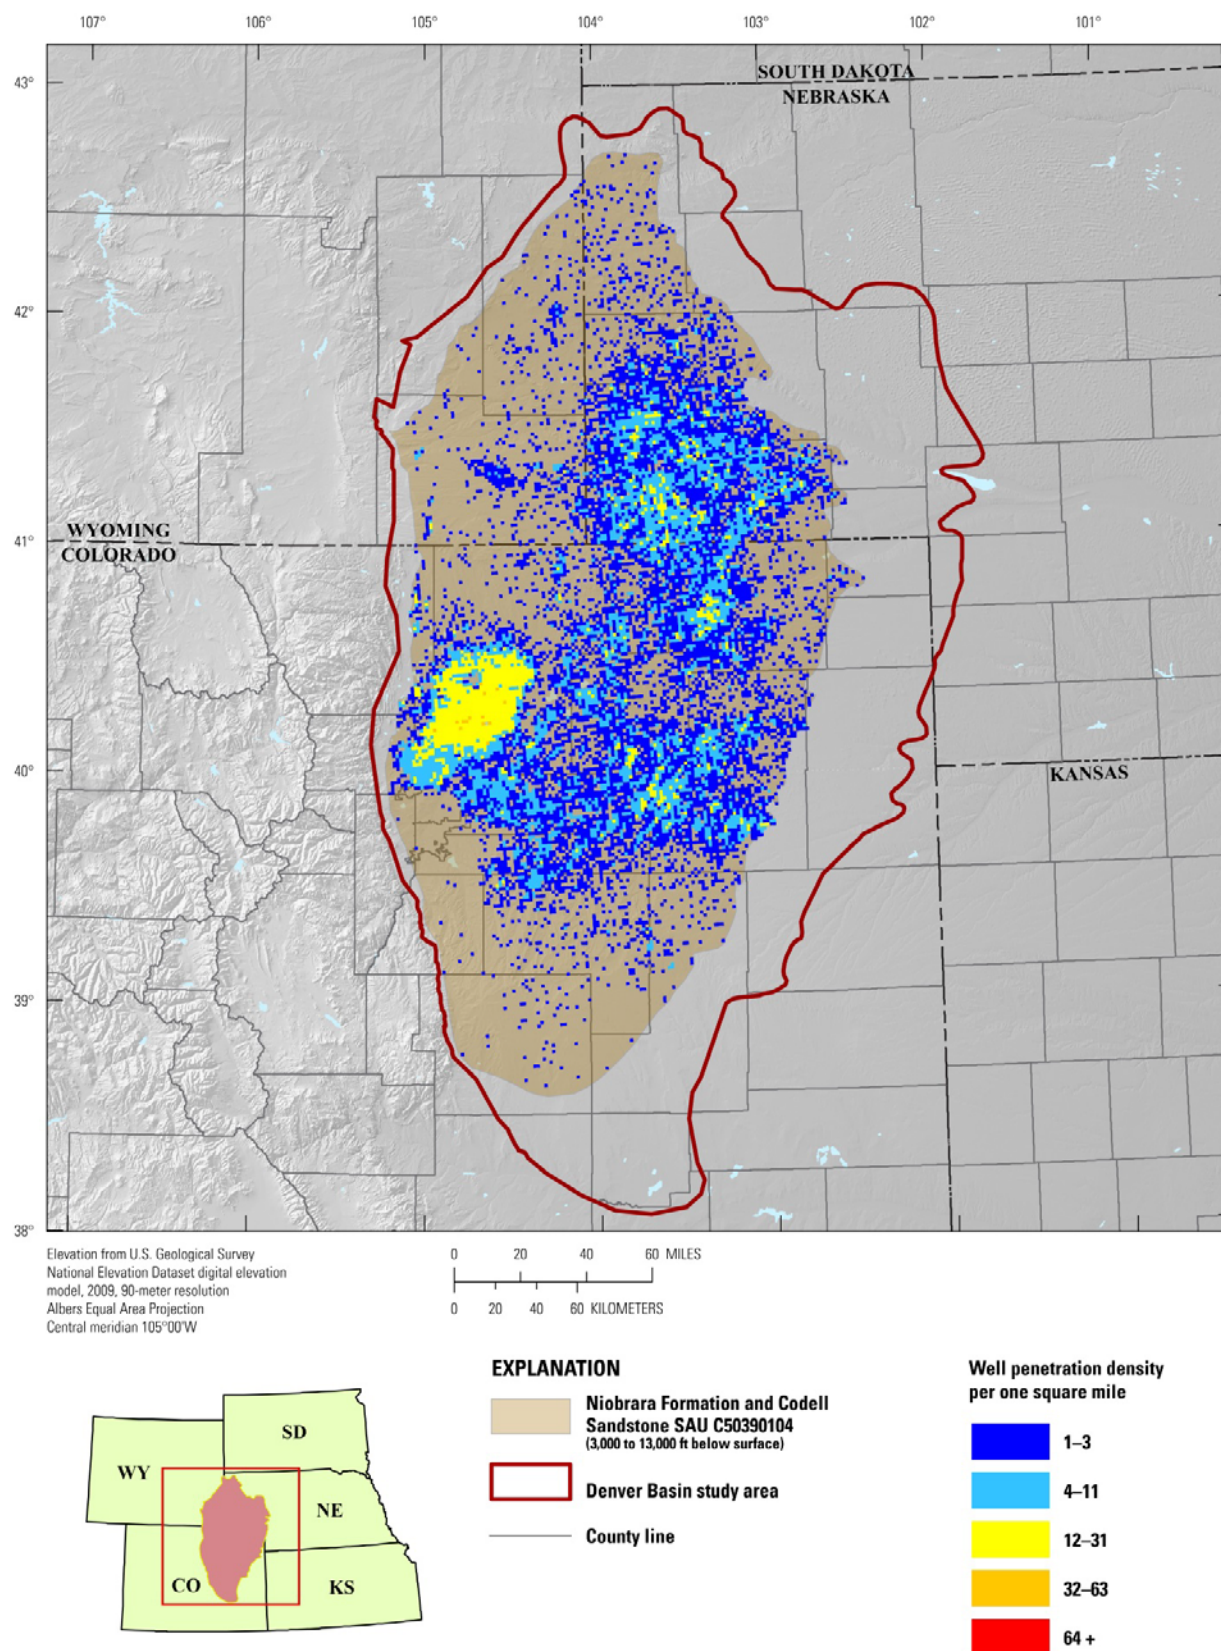 107° 106° 105° 104° 103° 102° 101°
43°
SOUTH DAKOTA
NEBRASKA
42°
WYOMING
COLORADO
41°
40°
KANSAS
39°
38°
Elevation from U.S. Geological Survey
National Elevation Dataset digital elevation
model, 2009, 90-meter resolution
Albers Equal Area Projection
Central meridian 105°00'W
0 20 40 60 MILES
0 20 40 60 KILOMETERS
EXPLANATION
Niobrara Formation and Codell
Sandstone SAU C50390104
(3,000 to 13,000 ft below surface)
Denver Basin study area
County line
Well penetration density
per one square mile
1–3
4–11
12–31
32–63
64 +
SD
WY
NE
CO
KS